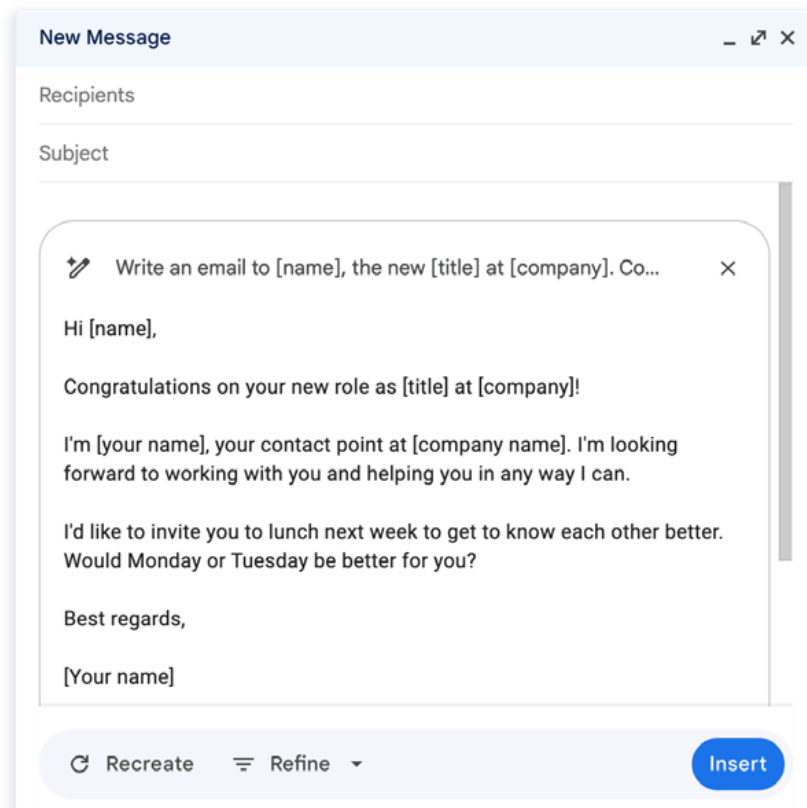 New Message
Recipients
Subject
Write an email to [name], the new [title] at [company]. Co...
Hi [name],
Congratulations on your new role as [title] at [company]!
I'm [your name], your contact point at [company name]. I'm looking
forward to working with you and helping you in any way I can.
I'd like to invite you to lunch next week to get to know each other better.
Would Monday or Tuesday be better for you?
Best regards,
[Your name]
Recreate Refine Insert